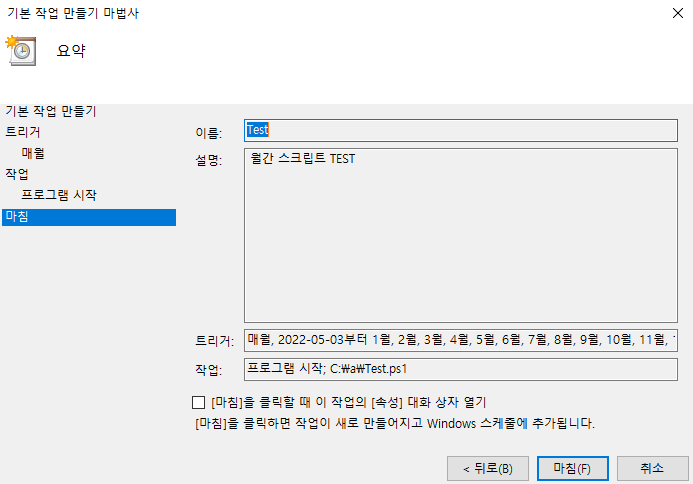 기본 작업 만들기 마법사
요약
기본 작업 만들기
트리거
매월
작업
프로그램 시작
마침
이름: Test
설명: 월간 스크립트 TEST
트리거: 매월, 2022-05-03부터 1월, 2월, 3월, 4월, 5월, 6월, 7월, 8월, 9월, 10월, 11월,
작업: 프로그램 시작; C:\a\Test.ps1
[마침]을 클릭할 때 이 작업의 [속성] 대화 상자 열기
[마침]을 클릭하면 작업이 새로 만들어지고 Windows 스케줄에 추가됩니다.
< 뒤로(B) 마침(F) 취소